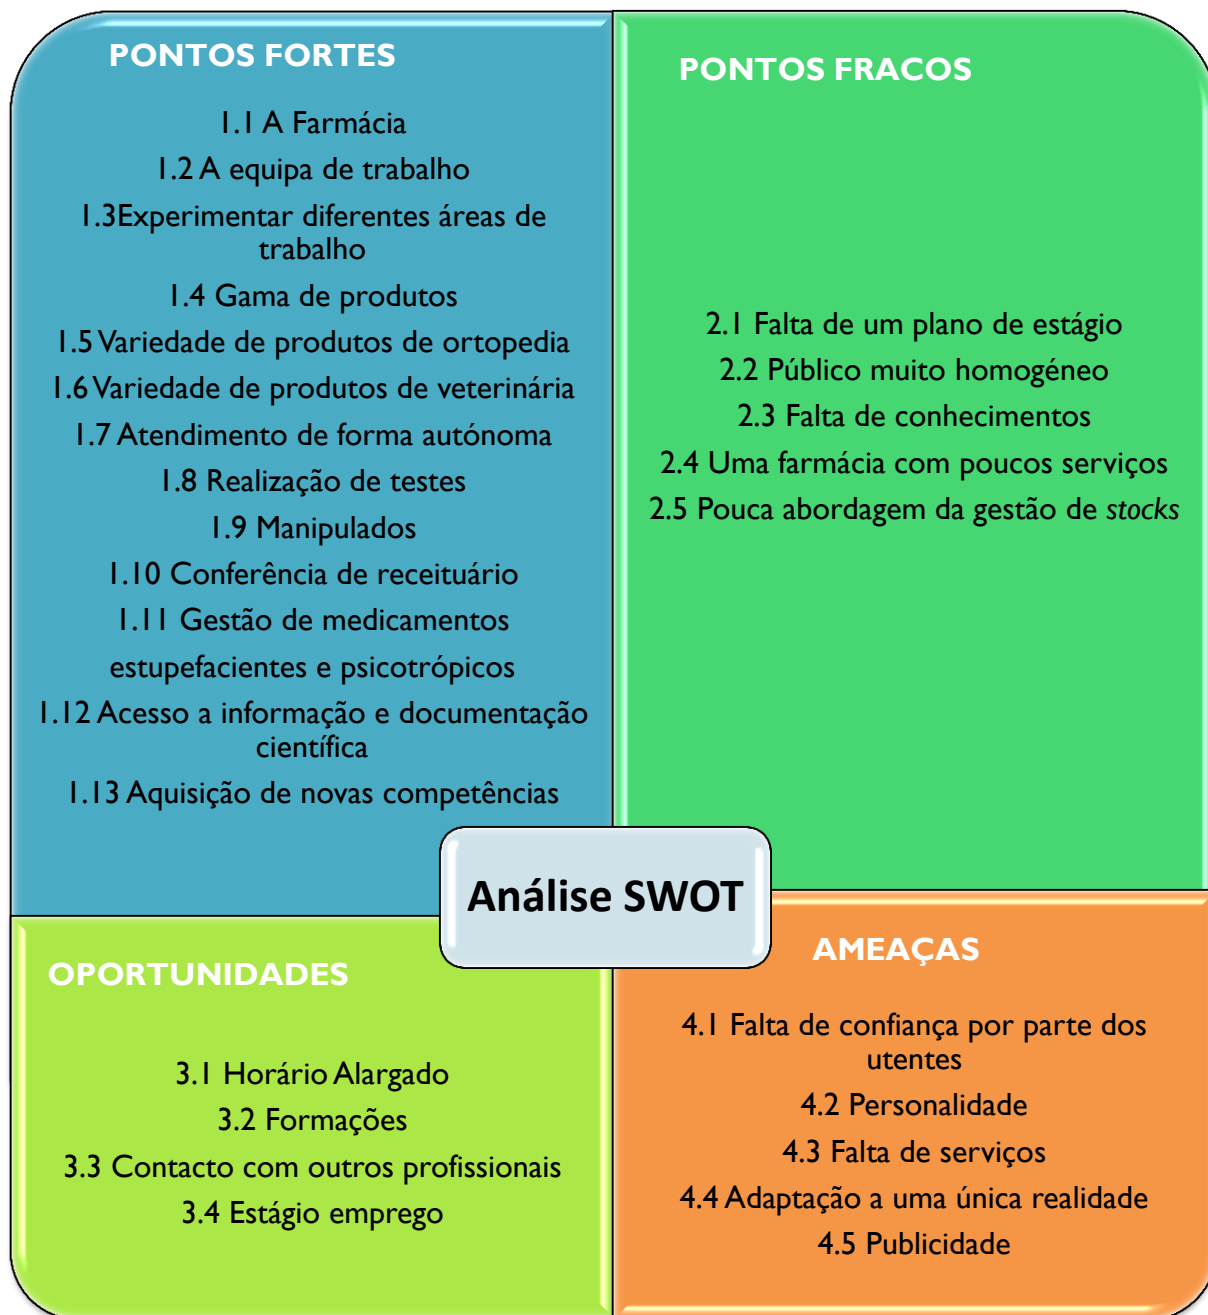 PONTOS FORTES
1.1 A Farmácia
1.2 A equipa de trabalho
1.3Experimentar diferentes áreas de
trabalho
1.4 Gama de produtos
1.5 Variedade de produtos de ortopedia
1.6 Variedade de produtos de veterinária
1.7 Atendimento de forma autónoma
1.8 Realização de testes
1.9 Manipulados
1.10 Conferência de receituário
1.11 Gestão de medicamentos
estupefacientes e psicotrópicos
1.12 Acesso a informação e documentação
científica
1.13 Aquisição de novas competências
PONTOS FRACOS
2.1 Falta de um plano de estágio
2.2 Público muito homogéneo
2.3 Falta de conhecimentos
2.4 Uma farmácia com poucos serviços
2.5 Pouca abordagem da gestão de stocks
Análise SWOT
OPORTUNIDADES
3.1 Horário Alargado
3.2 Formações
3.3 Contacto com outros profissionais
3.4 Estágio emprego
AMEAÇAS
4.1 Falta de confiança por parte dos
utentes
4.2 Personalidade
4.3 Falta de serviços
4.4 Adaptação a uma única realidade
4.5 Publicidade